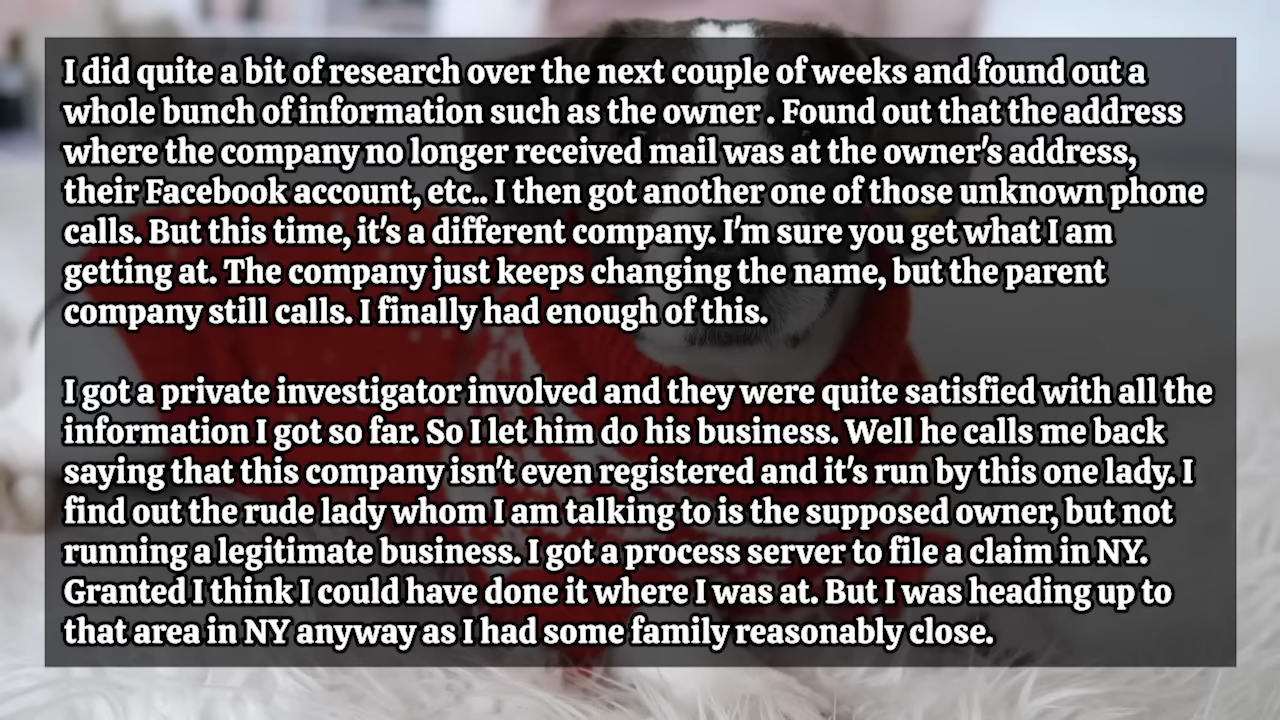 I did quite a bit of research over the next couple of weeks and found out a
whole bunch of information such as the owner . Found out that the address
where the company no longer received mail was at the owner's address,
their Facebook account, etc.. I then got another one of those unknown phone
calls. But this time, it's a different company. I'm sure you get what I am
getting at. The company just keeps changing the name, but the parent
company still calls. I finally had enough of this.

I got a private investigator involved and they were quite satisfied with all the
information I got so far. So I let him do his business. Well he calls me back
saying that this company isn't even registered and it's run by this one lady. I
find out the rude lady whom I am talking to is the supposed owner, but not
running a legitimate business. I got a process server to file a claim in NY.
Granted I think I could have done it where I was at. But I was heading up to
that area in NY anyway as I had some family reasonably close.